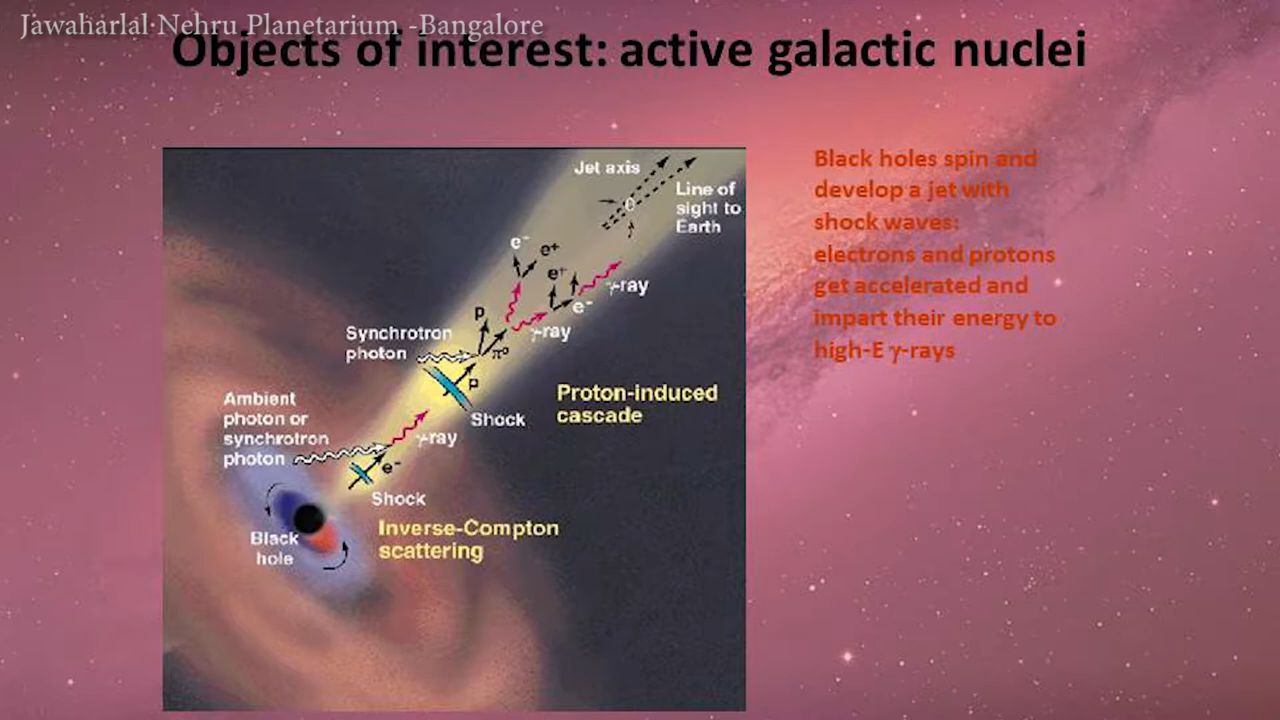 Jawaharlal Nehru Planetarium -Bangalore
Objects of interest: active galactic nuclei
Jet axis
Line of
sight to
Earth
θ
e⁻
e+
e+
γ-ray
e⁻
p
γ-ray
Synchrotron
photon
π⁰
p
Proton-induced
cascade
Shock
Ambient
photon or
synchrotron
photon
γ-ray
e⁻
Shock
Inverse-Compton
scattering
Black
hole
Black holes spin and
develop a jet with
shock waves:
electrons and protons
get accelerated and
impart their energy to
high-E γ-rays